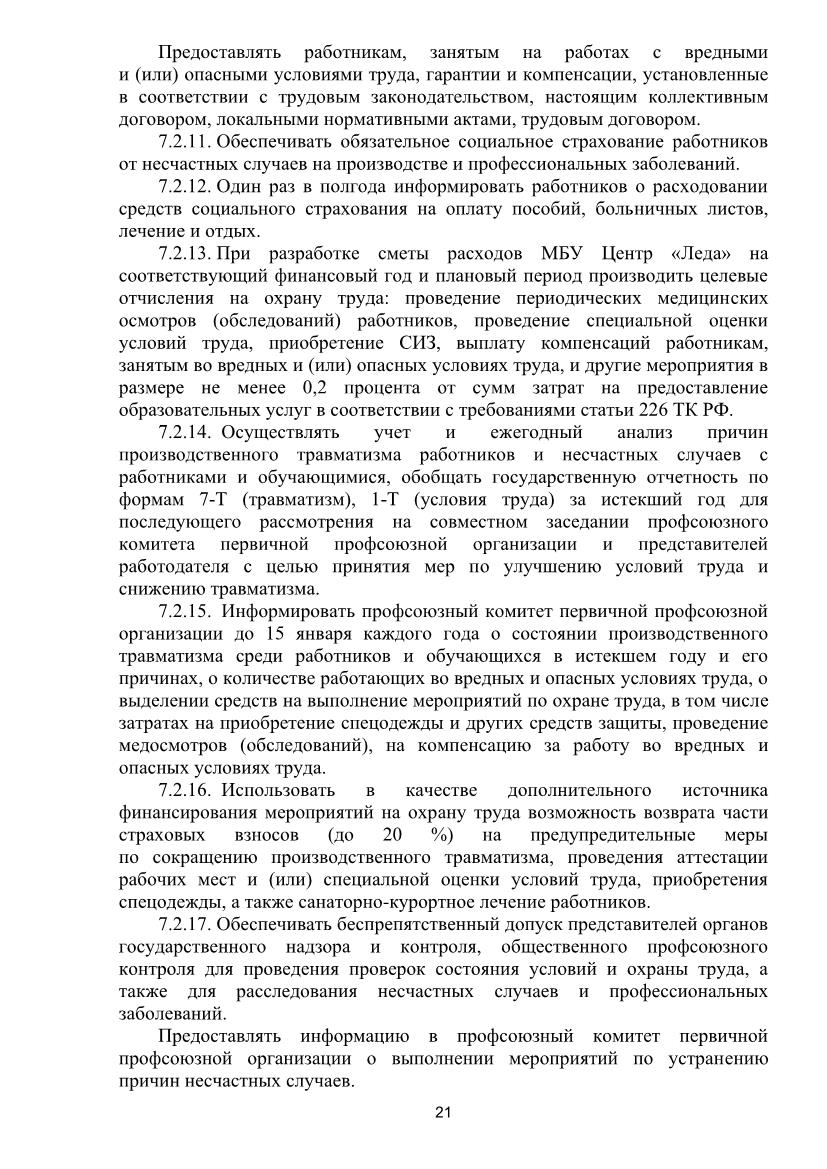 Предоставлять работникам, занятым на работах с вредными
и (или) опасными условиями труда, гарантии и компенсации, установленные
в соответствии с трудовым законодательством, настоящим коллективным
договором, локальными нормативными актами, трудовым договором.
7.2.11. Обеспечивать обязательное социальное страхование работников
от несчастных случаев на производстве и профессиональных заболеваний.
7.2.12. Один раз в полгода информировать работников о расходовании
средств социального страхования на оплату пособий, больничных листов,
лечение и отдых.
7.2.13. При разработке сметы расходов МБУ Центр «Леда» на
соответствующий финансовый год и плановый период производить целевые
отчисления на охрану труда: проведение периодических медицинских
осмотров (обследований) работников, проведение специальной оценки
условий труда, приобретение СИЗ, выплату компенсаций работникам,
занятым во вредных и (или) опасных условиях труда, и другие мероприятия в
размере не менее 0,2 процента от сумм затрат на предоставление
образовательных услуг в соответствии с требованиями статьи 226 ТК РФ.
7.2.14. Осуществлять учет и ежегодный анализ причин
производственного травматизма работников и несчастных случаев с
работниками и обучающимися, обобщать государственную отчетность по
формам 7-Т (травматизм), 1-Т (условия труда) за истекший год для
последующего рассмотрения на совместном заседании профсоюзного
комитета первичной профсоюзной организации и представителей
работодателя с целью принятия мер по улучшению условий труда и
снижению травматизма.
7.2.15. Информировать профсоюзный комитет первичной профсоюзной
организации до 15 января каждого года о состоянии производственного
травматизма среди работников и обучающихся в истекшем году и его
причинах, о количестве работающих во вредных и опасных условиях труда, о
выделении средств на выполнение мероприятий по охране труда, в том числе
затратах на приобретение спецодежды и других средств защиты, проведение
медосмотров (обследований), на компенсацию за работу во вредных и
опасных условиях труда.
7.2.16. Использовать в качестве дополнительного источника
финансирования мероприятий на охрану труда возможность возврата части
страховых взносов (до 20 %) на предупредительные меры
по сокращению производственного травматизма, проведения аттестации
рабочих мест и (или) специальной оценки условий труда, приобретения
спецодежды, а также санаторно-курортное лечение работников.
7.2.17. Обеспечивать беспрепятственный допуск представителей органов
государственного надзора и контроля, общественного профсоюзного
контроля для проведения проверок состояния условий и охраны труда, а
также для расследования несчастных случаев и профессиональных
заболеваний.
Предоставлять информацию в профсоюзный комитет первичной
профсоюзной организации о выполнении мероприятий по устранению
причин несчастных случаев.
21